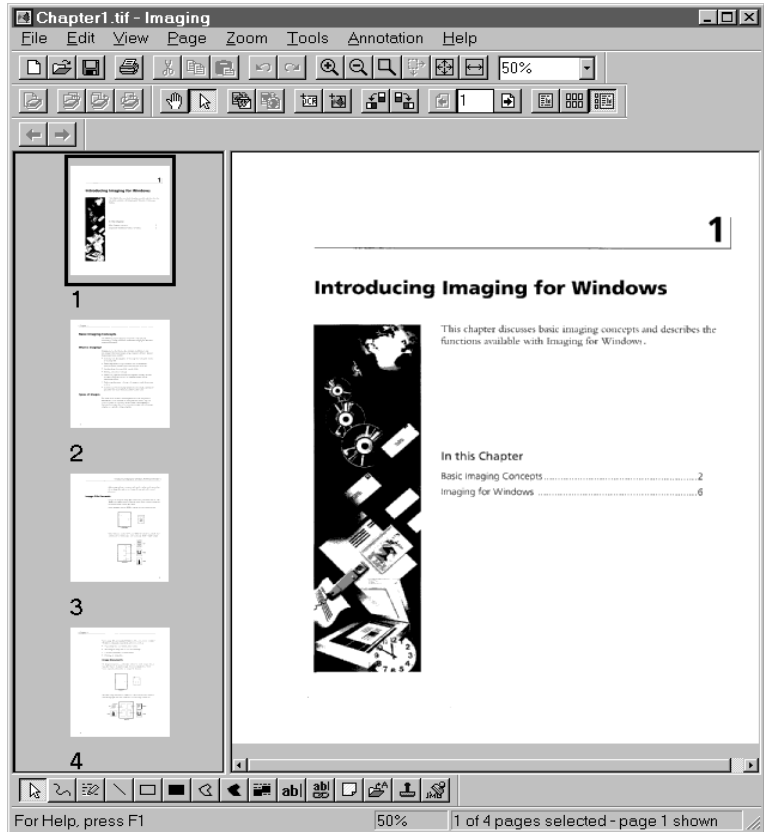 Chapter1.tif - Imaging
File Edit View Page Zoom Tools Annotation Help
50%
OCR
1
1
2
3
4
1
Introducing Imaging for Windows
This chapter discusses basic imaging concepts and describes the
functions available with Imaging for Windows.
In this Chapter
Basic Imaging Concepts ........................................ 2
Imaging for Windows ........................................ 6
ab| abl
For Help, press F1 50% 1 of 4 pages selected - page 1 shown